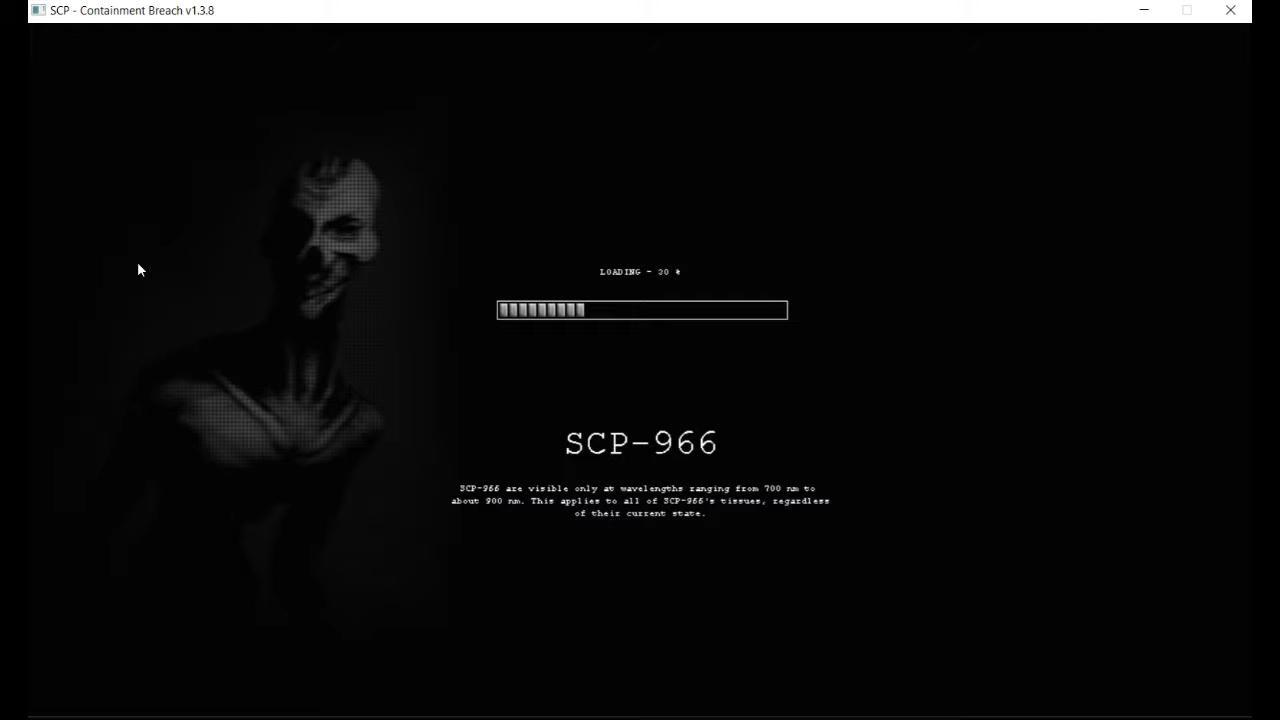 SCP - Containment Breach v1.3.8
LOADING - 30 %
SCP-966
SCP-966 are visible only at wavelengths ranging from 700 nm to
about 900 nm. This applies to all of SCP-966's tissues, regardless
of their current state.